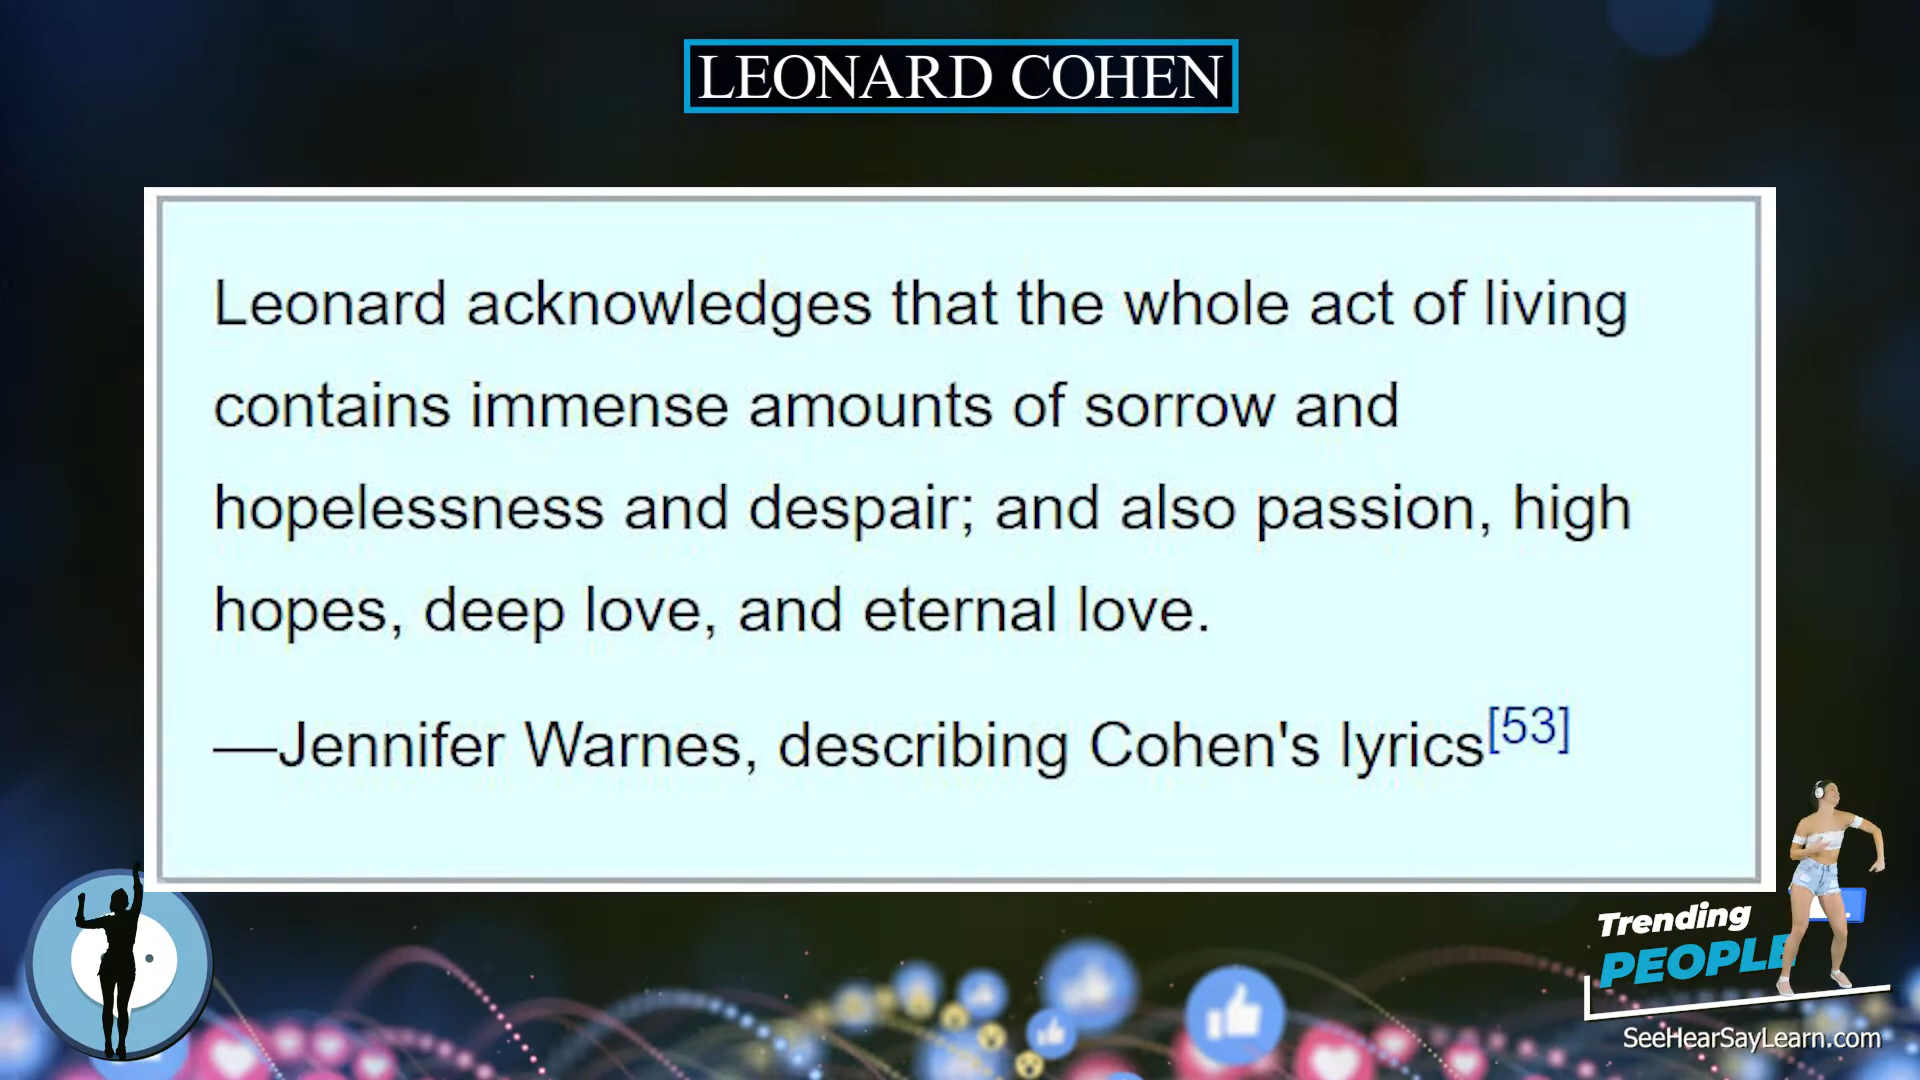 LEONARD COHEN
Leonard acknowledges that the whole act of living
contains immense amounts of sorrow and
hopelessness and despair; and also passion, high
hopes, deep love, and eternal love.
—Jennifer Warnes, describing Cohen's lyrics[53]
Trending
PEOPLE
SeeHearSayLearn.com